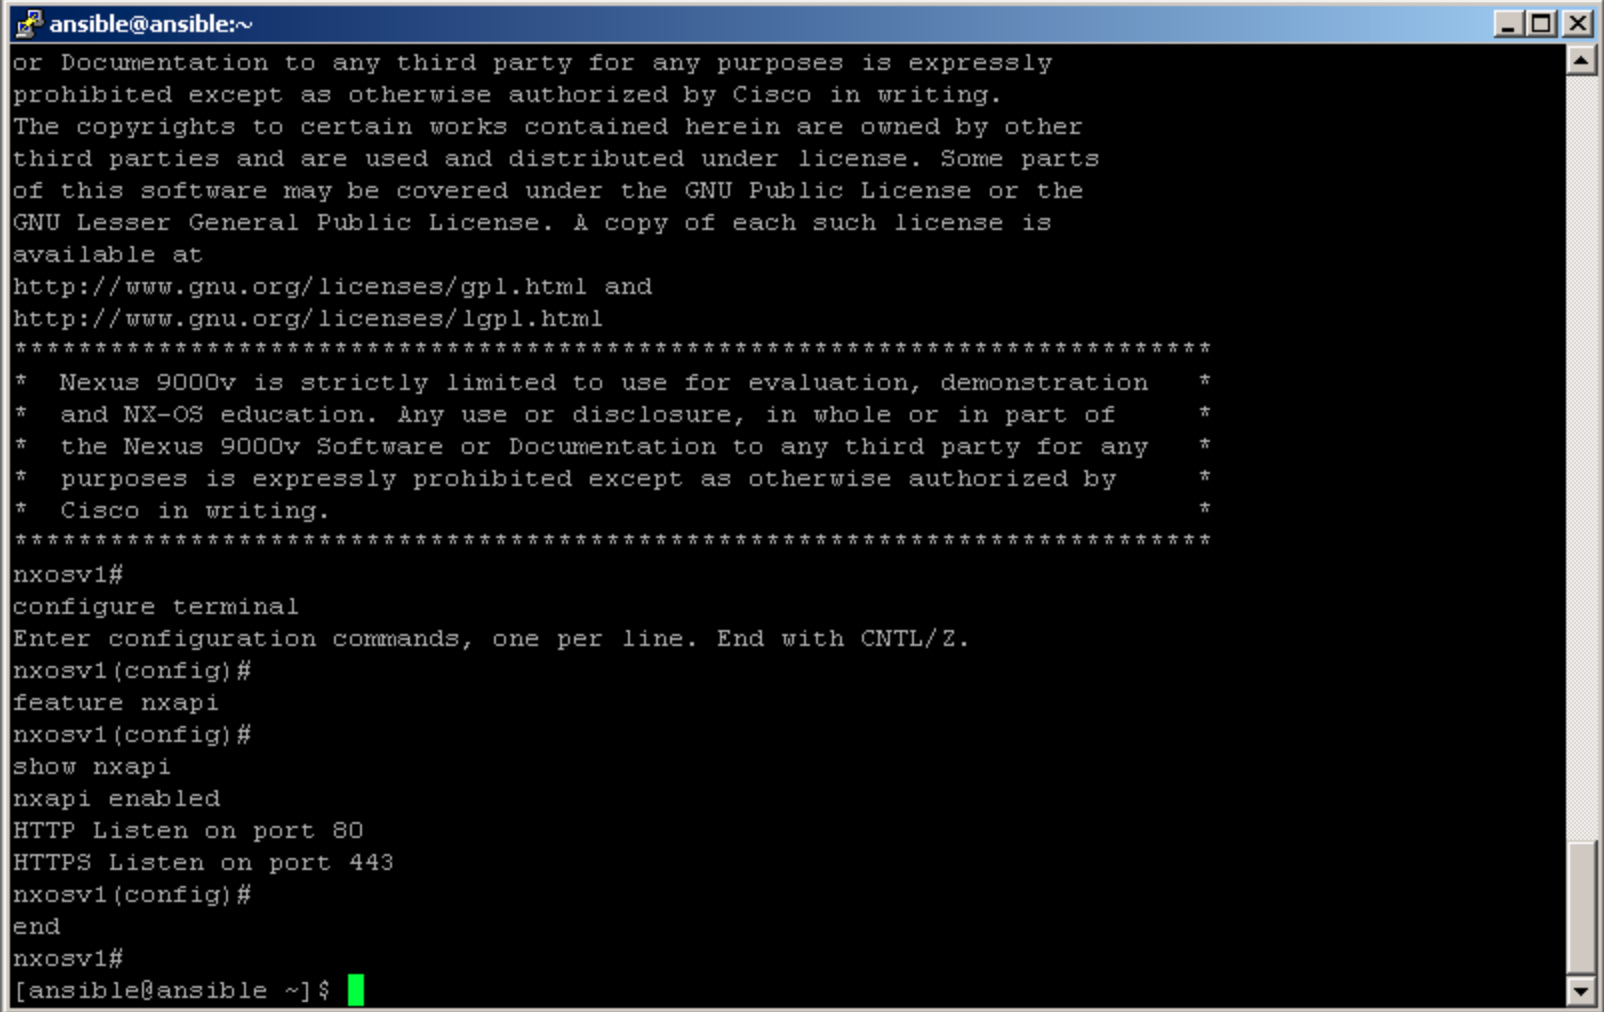 ansible@ansible:~
or Documentation to any third party for any purposes is expressly
prohibited except as otherwise authorized by Cisco in writing.
The copyrights to certain works contained herein are owned by other
third parties and are used and distributed under license. Some parts
of this software may be covered under the GNU Public License or the
GNU Lesser General Public License. A copy of each such license is
available at
http://www.gnu.org/licenses/gpl.html and
http://www.gnu.org/licenses/lgpl.html
***************************************************************************
*  Nexus 9000v is strictly limited to use for evaluation, demonstration   *
*  and NX-OS education. Any use or disclosure, in whole or in part of     *
*  the Nexus 9000v Software or Documentation to any third party for any   *
*  purposes is expressly prohibited except as otherwise authorized by     *
*  Cisco in writing.                                                      *
***************************************************************************
nxosv1#
configure terminal
Enter configuration commands, one per line. End with CNTL/Z.
nxosv1(config)#
feature nxapi
nxosv1(config)#
show nxapi
nxapi enabled
HTTP Listen on port 80
HTTPS Listen on port 443
nxosv1(config)#
end
nxosv1#
[ansible@ansible ~]$